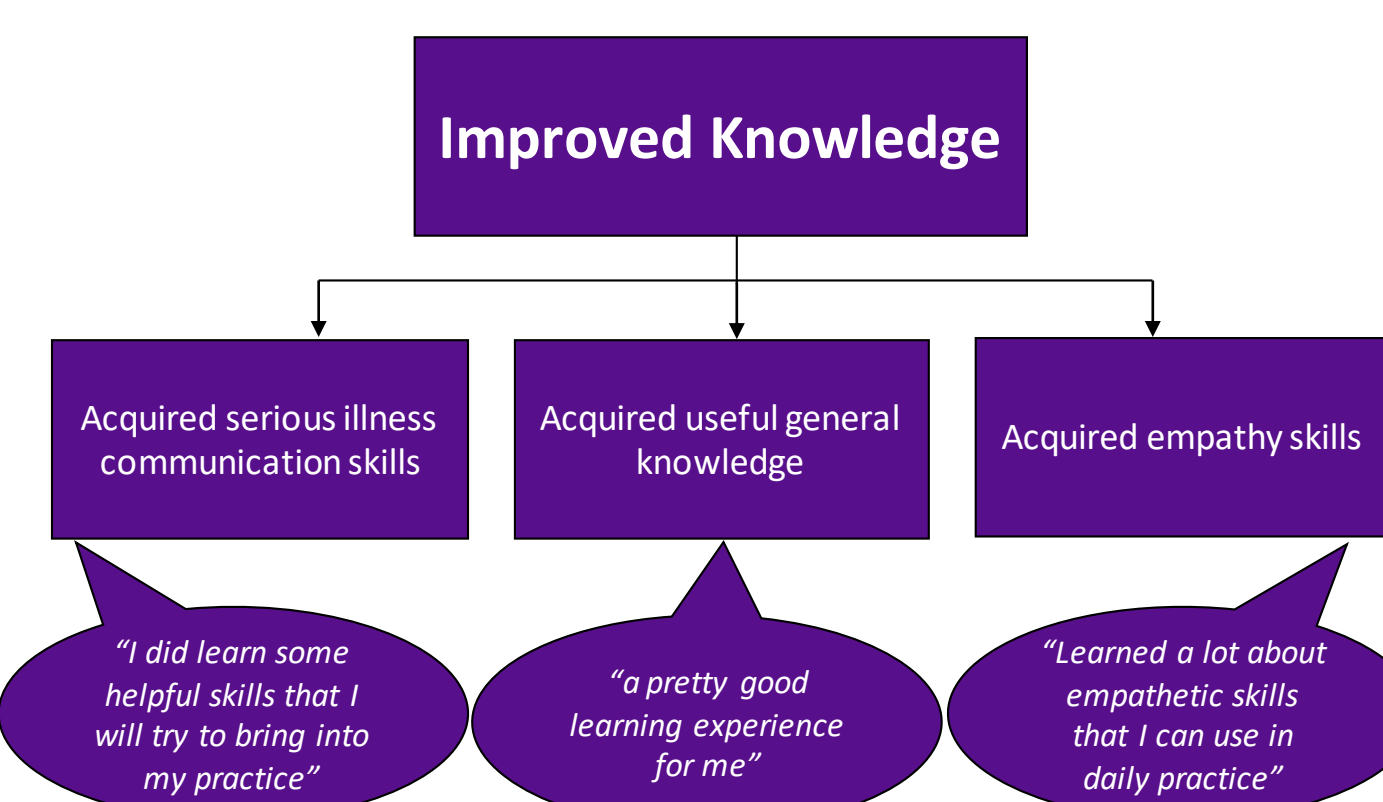 Improved Knowledge
Acquired serious illness
communication skills
Acquired useful general
knowledge
Acquired empathy skills
“I did learn some
helpful skills that I
will try to bring into
my practice”
“a pretty good
learning experience
for me”
“Learned a lot about
empathetic skills
that I can use in
daily practice”